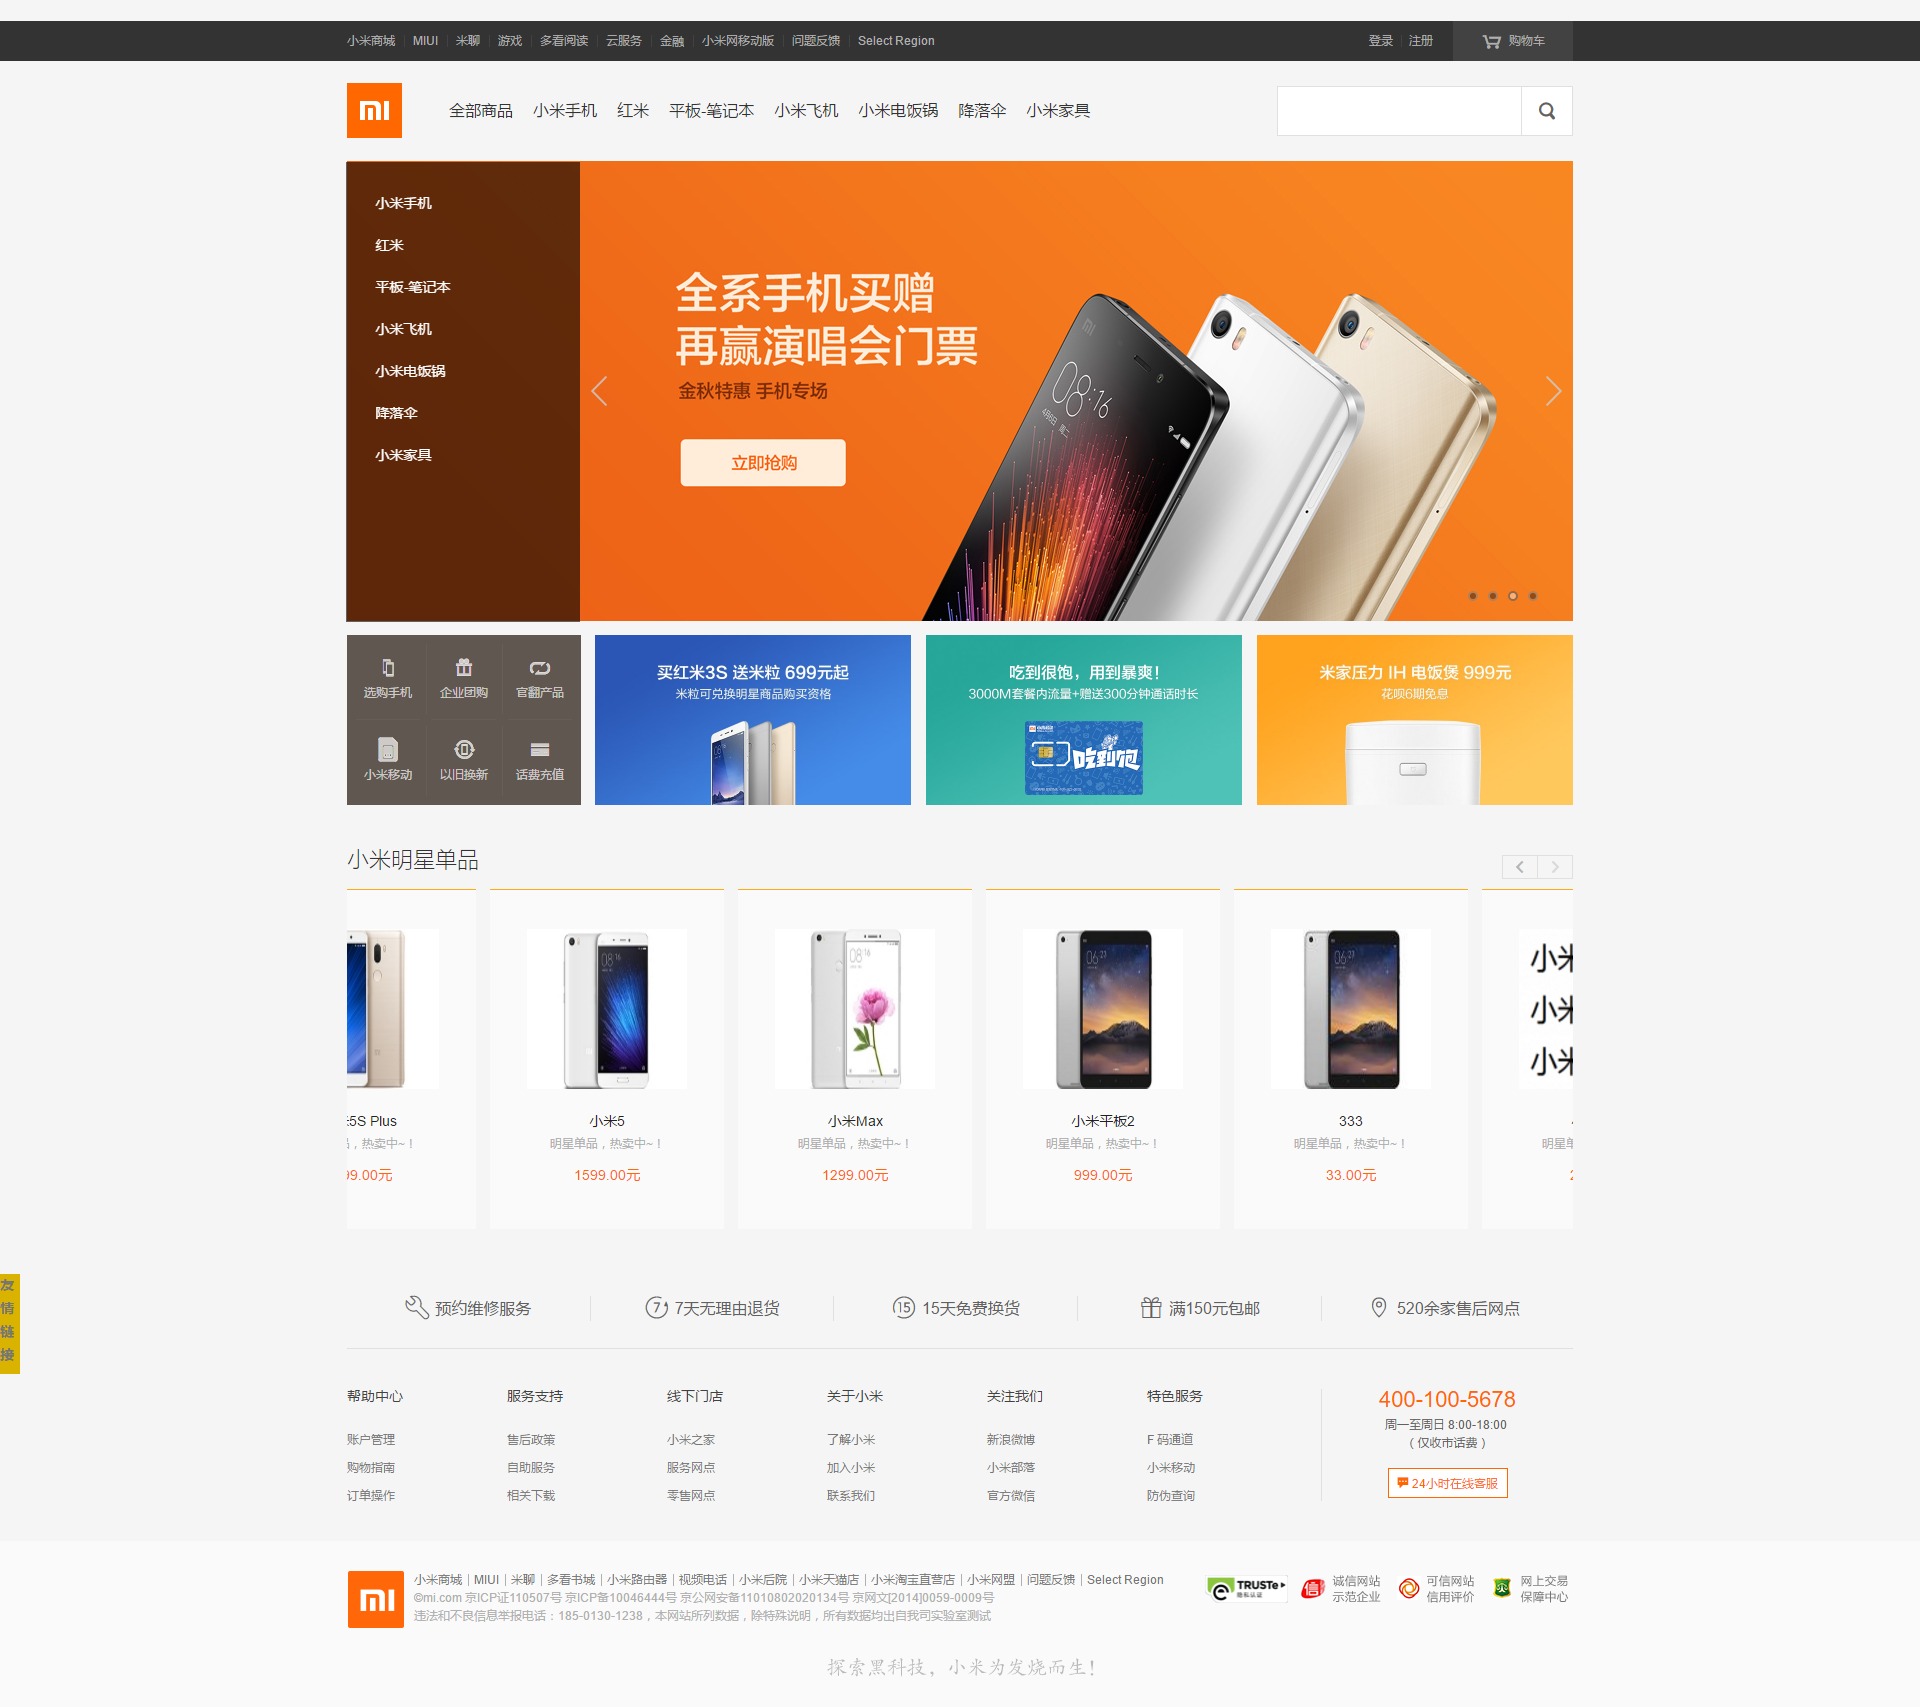 小米商城 MIUI 米聊 游戏 多看阅读 云服务 金融 小米网移动版 问题反馈 Select Region 登录 注册 购物车
mi 全部商品 小米手机 红米 平板-笔记本 小米飞机 小米电饭锅 降落伞 小米家具
小米手机
红米
平板-笔记本
小米飞机
小米电饭锅
降落伞
小米家具
全系手机买赠
再赢演唱会门票
金秋特惠 手机专场
立即抢购
08:16
选购手机 企业团购 官翻产品
小米移动 以旧换新 话费充值
买红米3S 送米粒 699元起
米粒可兑换明星商品购买资格
吃到很饱，用到暴爽！
3000M套餐内流量+赠送300分钟通话时长
吃到饱
米家压力 IH 电饭煲 999元
花呗6期免息
小米明星单品
5S Plus 小米5 小米Max 小米平板2 333
，热卖中~！ 明星单品，热卖中~！ 明星单品，热卖中~！ 明星单品，热卖中~！ 明星单品，热卖中~！ 明星
99.00元 1599.00元 1299.00元 999.00元 33.00元
小米
小米
小米
友情链接
预约维修服务 7天无理由退货 15天免费换货 满150元包邮 520余家售后网点
帮助中心 服务支持 线下门店 关于小米 关注我们 特色服务
账户管理 售后政策 小米之家 了解小米 新浪微博 F 码通道
购物指南 自助服务 服务网点 加入小米 小米部落 小米移动
订单操作 相关下载 零售网点 联系我们 官方微信 防伪查询
400-100-5678
周一至周日 8:00-18:00
（仅收市话费）
24小时在线客服
mi
小米商城｜MIUI｜米聊｜多看书城｜小米路由器｜视频电话｜小米后院｜小米天猫店｜小米淘宝直营店｜小米网盟｜问题反馈｜Select Region
©mi.com 京ICP证110507号 京ICP备10046444号 京公网安备11010802020134号 京网文[2014]0059-0009号
违法和不良信息举报电话：185-0130-1238，本网站所列数据，除特殊说明，所有数据均出自我司实验室测试
TRUSTe 隐私认证
诚信网站 示范企业
可信网站 信用评价
网上交易 保障中心
探索黑科技，小米为发烧而生！